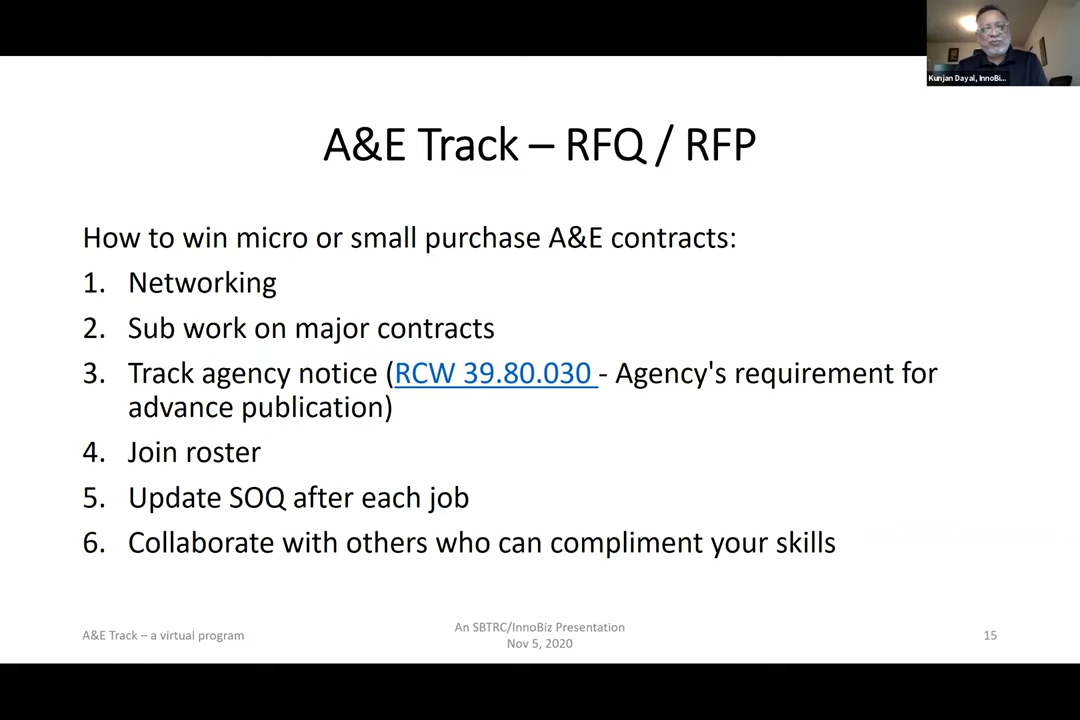 Kunjan Dayal, InnoBi...
A&E Track – RFQ / RFP
How to win micro or small purchase A&E contracts:
1. Networking
2. Sub work on major contracts
3. Track agency notice (RCW 39.80.030 - Agency's requirement for
advance publication)
4. Join roster
5. Update SOQ after each job
6. Collaborate with others who can compliment your skills
A&E Track – a virtual program
An SBTRC/InnoBiz Presentation
Nov 5, 2020
15